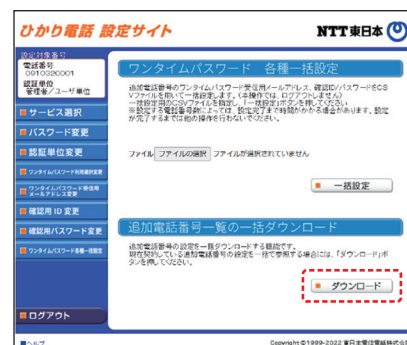 ひかり電話 設定サイト
NTT東日本
設定対象番号
電話番号
0910320001
認証単位
管理者／ユーザ単位
サービス選択
パスワード変更
認証単位変更
ワンタイムパスワード利用選択変更
ワンタイムパスワード受信用
メールアドレス変更
確認用 ID 変更
確認用パスワード変更
ワンタイムパスワード各種一括設定
ログアウト
ヘルプ
ワンタイムパスワード 各種一括設定
追加電話番号のワンタイムパスワード受信用メールアドレス、確認ID/パスワードをCS
Vファイルを用いて一括設定します。(本操作では、ログアウトしません)
一括設定用のCSVファイルを指定し、「一括設定」ボタンを押してください
※設定する電話番号数によっては、設定完了まで時間がかかる場合があります。設定
が完了するまでは他の操作を行わないでください。
ファイル ファイルの選択 ファイルが選択されていません
一括設定
追加電話番号一覧の一括ダウンロード
追加電話番号の設定を一括ダウンロードする機能です。
現在契約している追加電話番号の設定を一括で参照する場合には、「ダウンロード」ボ
タンを押してください。
ダウンロード
Copyright©1999-2022 東日本電信電話株式会